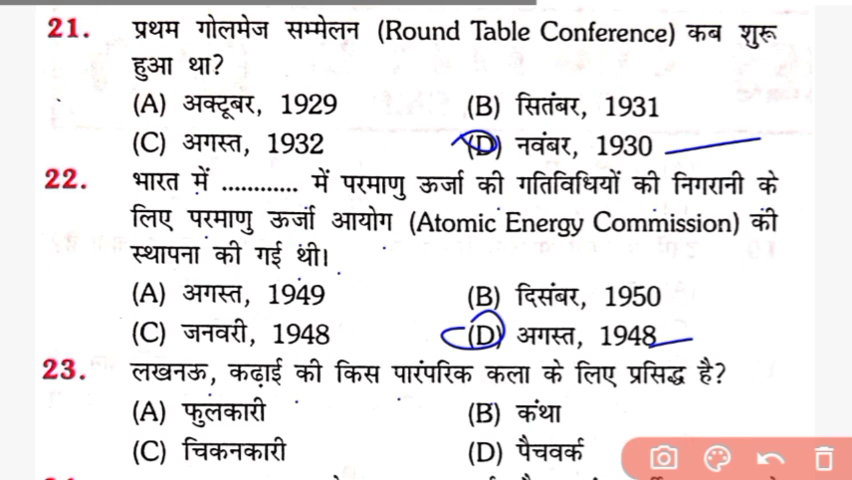 21. प्रथम गोलमेज सम्मेलन (Round Table Conference) कब शुरू
हुआ था?
(A) अक्टूबर, 1929 (B) सितंबर, 1931
(C) अगस्त, 1932 (D) नवंबर, 1930
22. भारत में ............ में परमाणु ऊर्जा की गतिविधियों की निगरानी के
लिए परमाणु ऊर्जा आयोग (Atomic Energy Commission) की
स्थापना की गई थी।
(A) अगस्त, 1949 (B) दिसंबर, 1950
(C) जनवरी, 1948 (D) अगस्त, 1948
23. लखनऊ, कढ़ाई की किस पारंपरिक कला के लिए प्रसिद्ध है?
(A) फुलकारी (B) कंथा
(C) चिकनकारी (D) पैचवर्क